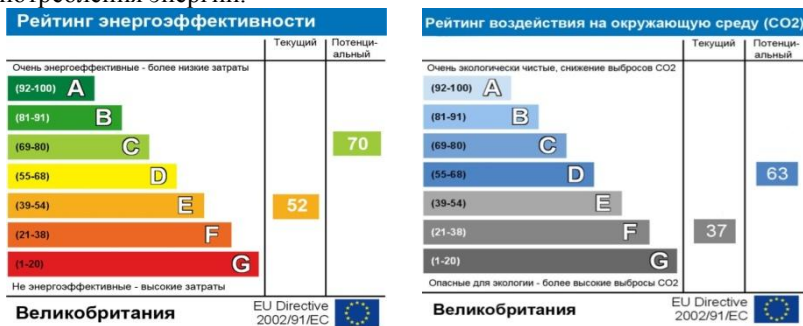 потребления энергии.
Рейтинг энергоэффективности
Текущий
Потенци-
альный
Очень энергоеффективные - более низкие затраты
(92-100) A
(81-91) B
(69-80) C
70
(55-68) D
(39-54) E
52
(21-38) F
(1-20) G
Не энергоэффективные - высокие затраты
Великобритания
EU Directive
2002/91/EC
Рейтинг воздействия на окружающую среду (CO2)
Текущий
Потенци-
альный
Очень экологически чистые, снижение выбросов CO2
(92-100) A
(81-91) B
(69-80) C
(55-68) D
63
(39-54) E
(21-38) F
37
(1-20) G
Опасные для экологии - более высокие выбросы CO2
Великобритания
EU Directive
2002/91/EC